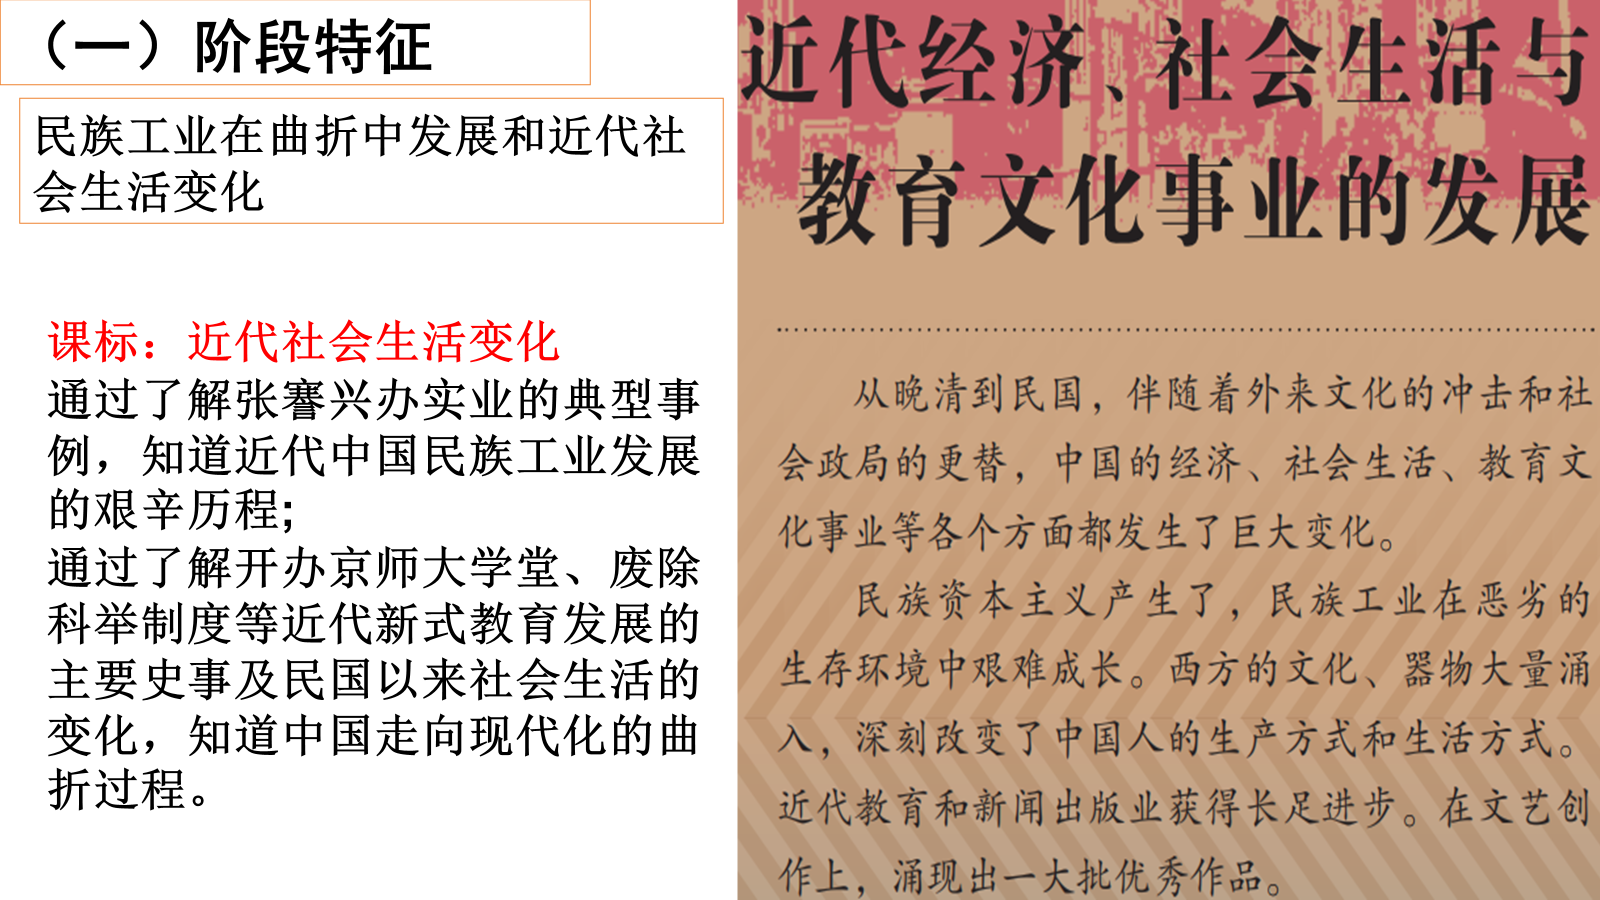 （一）阶段特征
民族工业在曲折中发展和近代社
会生活变化
课标：近代社会生活变化
通过了解张謇兴办实业的典型事
例，知道近代中国民族工业发展
的艰辛历程;
通过了解开办京师大学堂、废除
科举制度等近代新式教育发展的
主要史事及民国以来社会生活的
变化，知道中国走向现代化的曲
折过程。
近代经济、社会生活与
教育文化事业的发展
从晚清到民国，伴随着外来文化的冲击和社
会政局的更替，中国的经济、社会生活、教育文
化事业等各个方面都发生了巨大变化。
民族资本主义产生了，民族工业在恶劣的
生存环境中艰难成长。西方的文化、器物大量涌
入，深刻改变了中国人的生产方式和生活方式。
近代教育和新闻出版业获得长足进步。在文艺创
作上，涌现出一大批优秀作品。